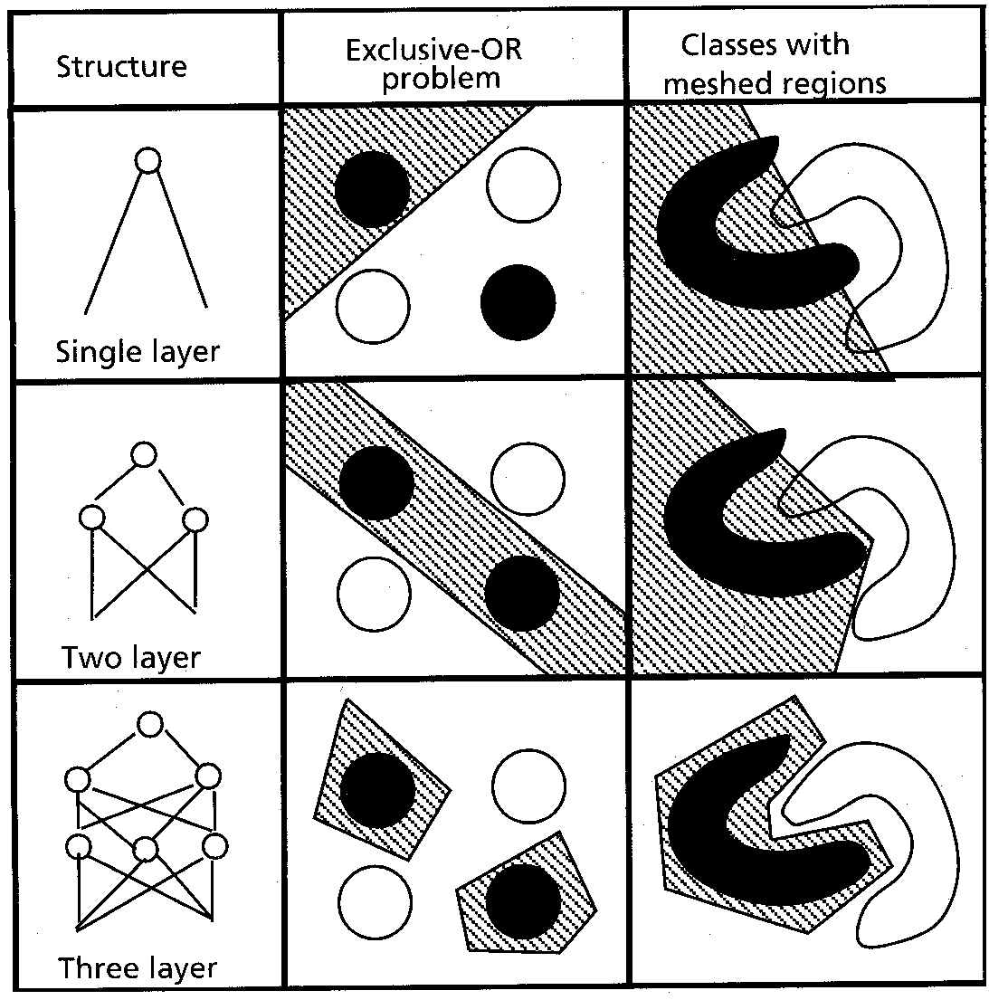 Structure
Exclusive-OR
problem
Classes with
meshed regions
Single layer
Two layer
Three layer